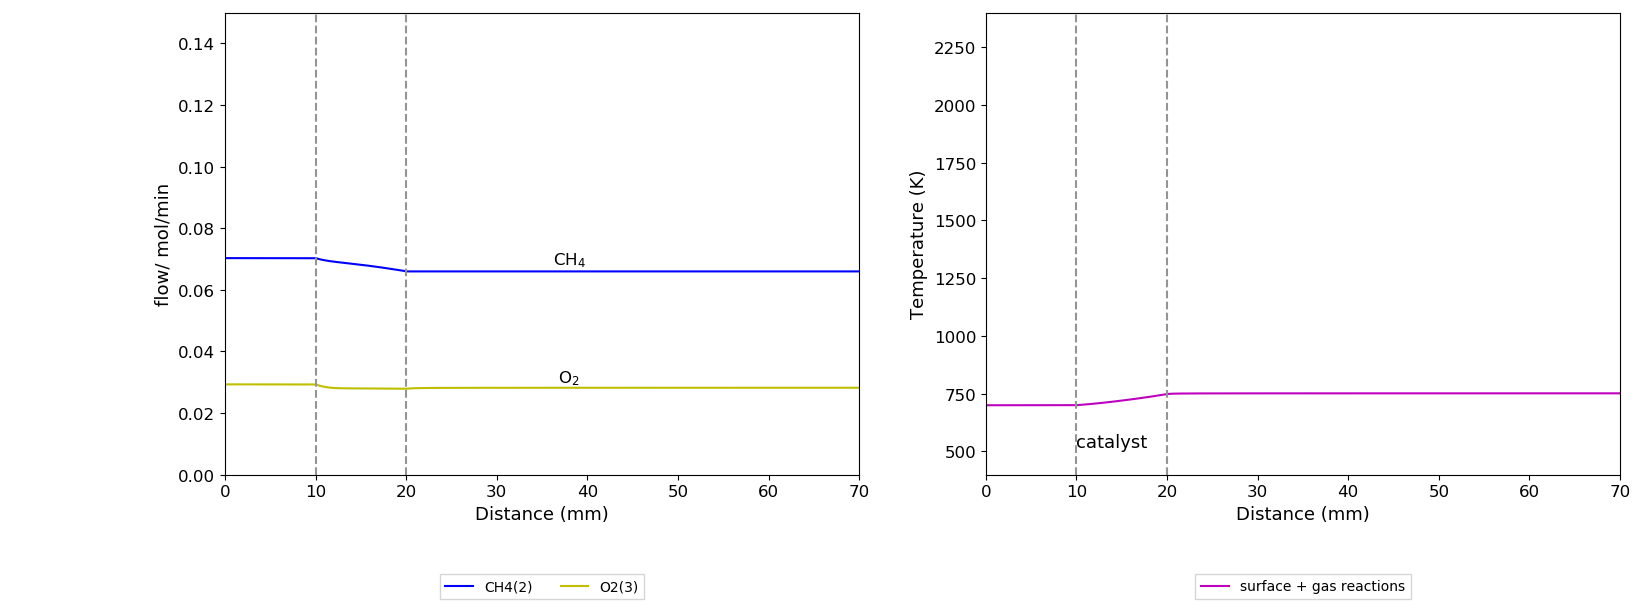 0.14
0.12
0.10
0.08
0.06
0.04
0.02
0.00
flow/ mol/min
CH₄
O₂
0 10 20 30 40 50 60 70
Distance (mm)
CH4(2) O2(3)
2250
2000
1750
1500
1250
1000
750
500
Temperature (K)
catalyst
0 10 20 30 40 50 60 70
Distance (mm)
surface + gas reactions